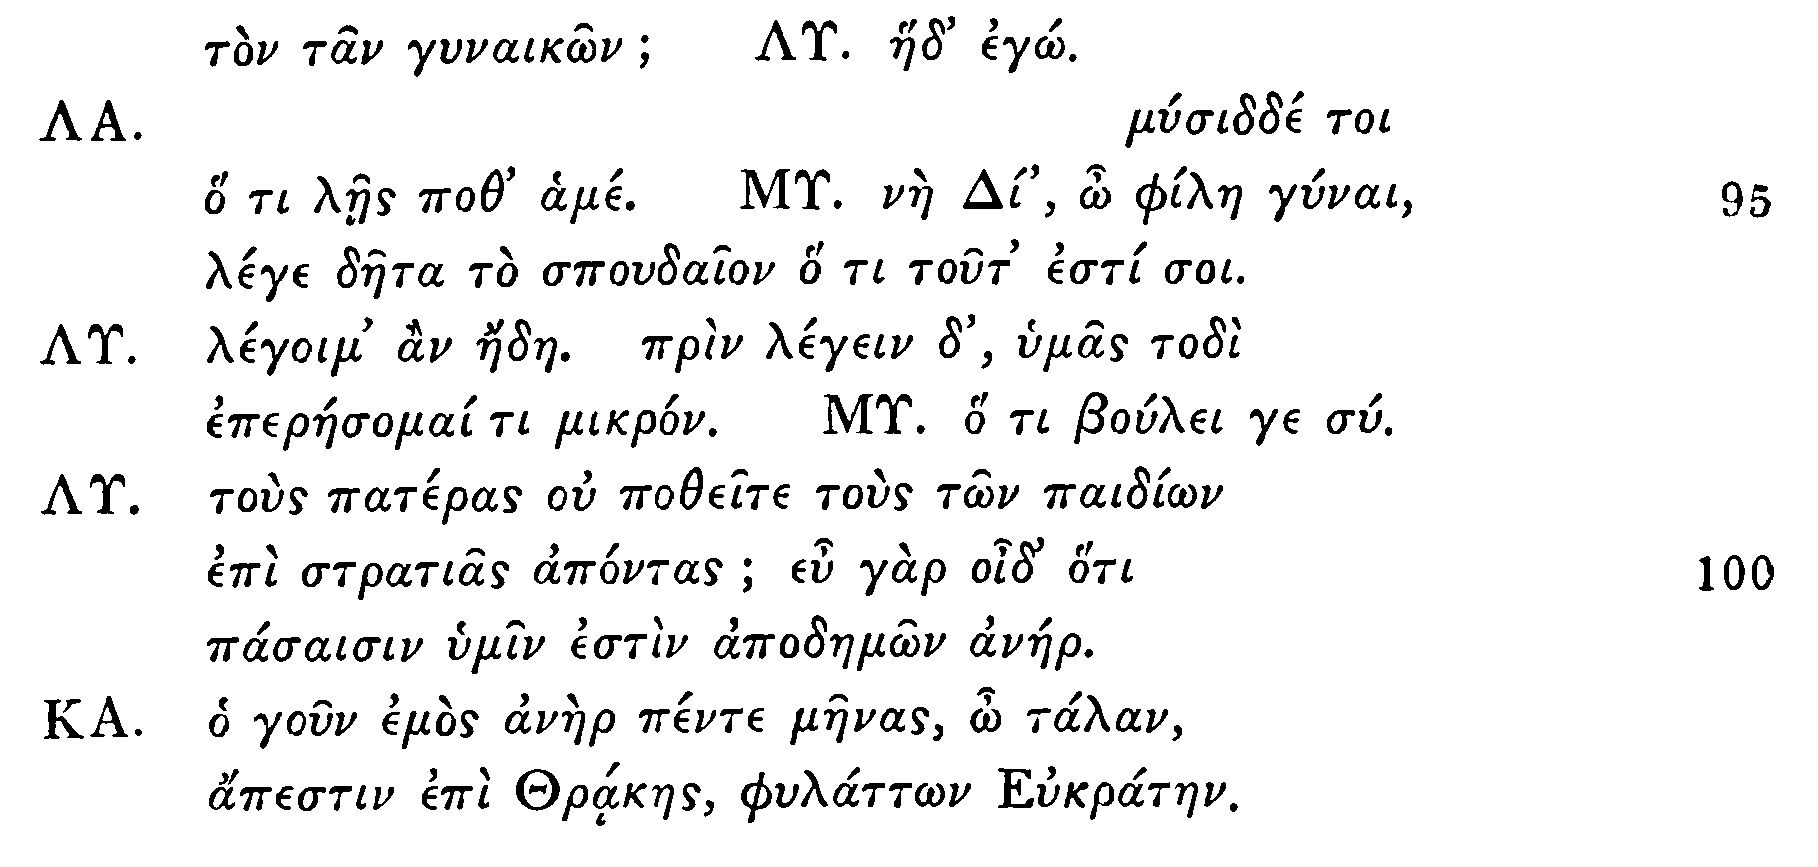 τὸν τᾶν γυναικῶν ; ΛΥ. ἥδ’ ἐγώ.
ΛΑ. μύσιδδέ τοι
ὅ τι λῇς ποθ’ ἁμέ. ΜΥ. νὴ Δί’, ὦ φίλη γύναι, 95
λέγε δῆτα τὸ σπουδαῖον ὅ τι τοῦτ’ ἐστί σοι.
ΛΥ. λέγοιμ’ ἂν ἤδη. πρὶν λέγειν δ’, ὑμᾶς τοδὶ
ἐπερήσομαί τι μικρόν. ΜΥ. ὅ τι βούλει γε σύ.
ΛΥ. τοὺς πατέρας οὐ ποθεῖτε τοὺς τῶν παιδίων
ἐπὶ στρατιᾶς ἀπόντας ; εὖ γὰρ οἶδ’ ὅτι 100
πάσαισιν ὑμῖν ἐστὶν ἀποδημῶν ἀνήρ.
ΚΑ. ὁ γοῦν ἐμὸς ἀνὴρ πέντε μῆνας, ὦ τάλαν,
ἄπεστιν ἐπὶ Θρᾴκης, φυλάττων Εὐκράτην.